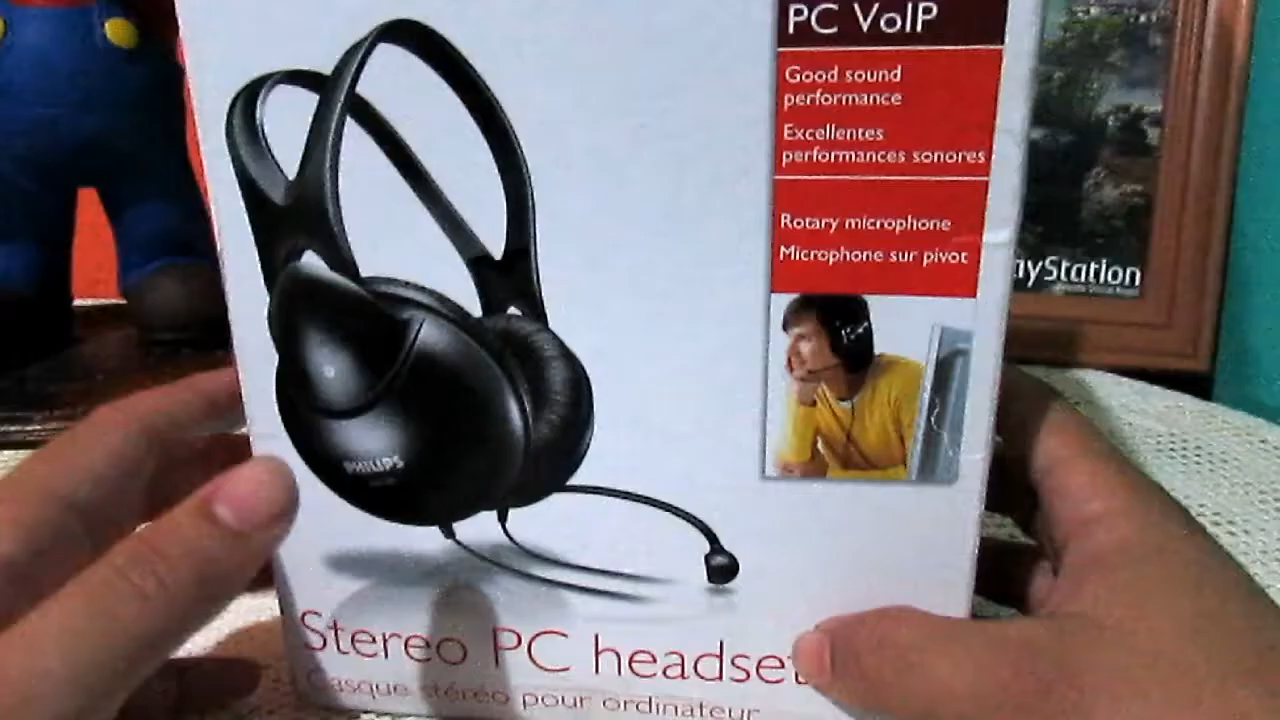 PC VoIP
Good sound
performance
Excellentes
performances sonores
Rotary microphone
Microphone sur pivot
ayStation
PHILIPS
Stereo PC headset
Casque stéréo pour ordinateur